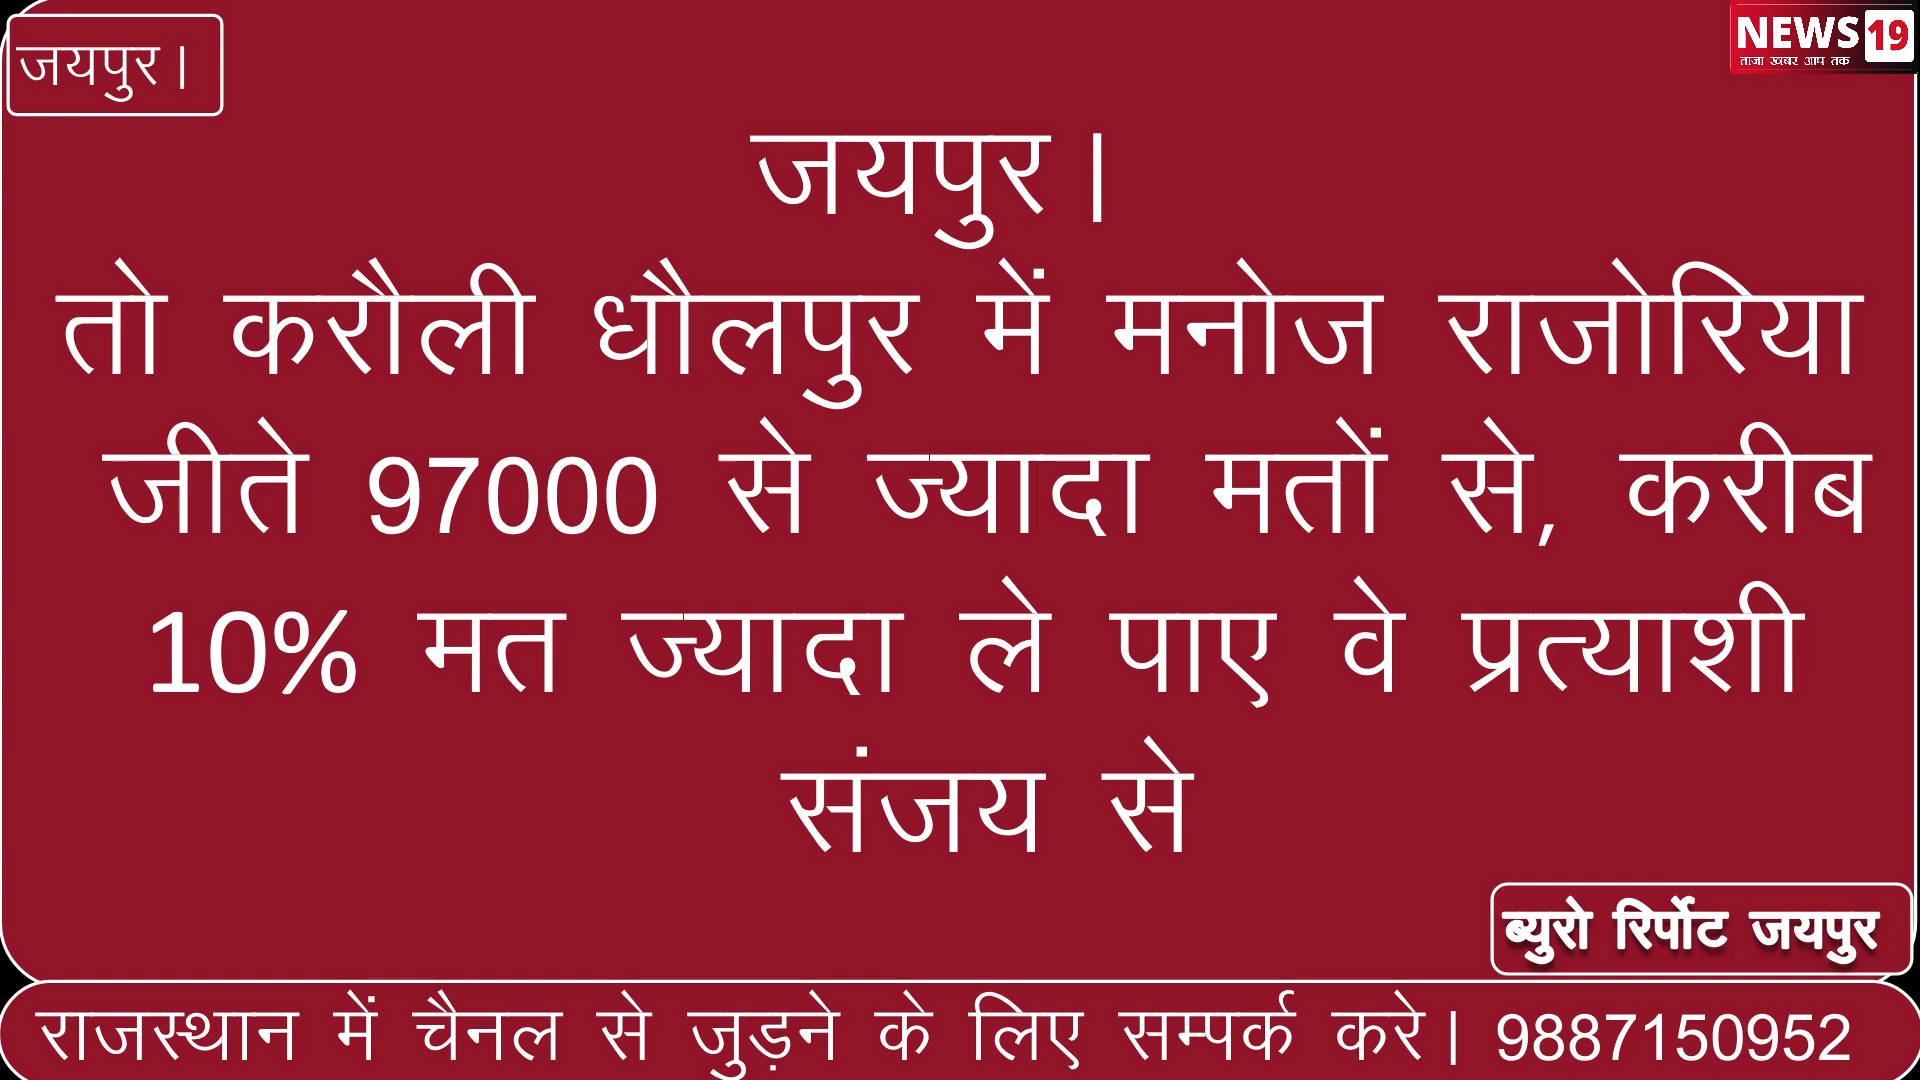 जयपुर।
NEWS 19
ताजा खबर आप तक
जयपुर।
तो करौली धौलपुर में मनोज राजोरिया
जीते 97000 से ज्यादा मतों से, करीब
10% मत ज्यादा ले पाए वे प्रत्याशी
संजय से
ब्युरो रिर्पोट जयपुर
राजस्थान में चैनल से जुड़ने के लिए सम्पर्क करे। 9887150952